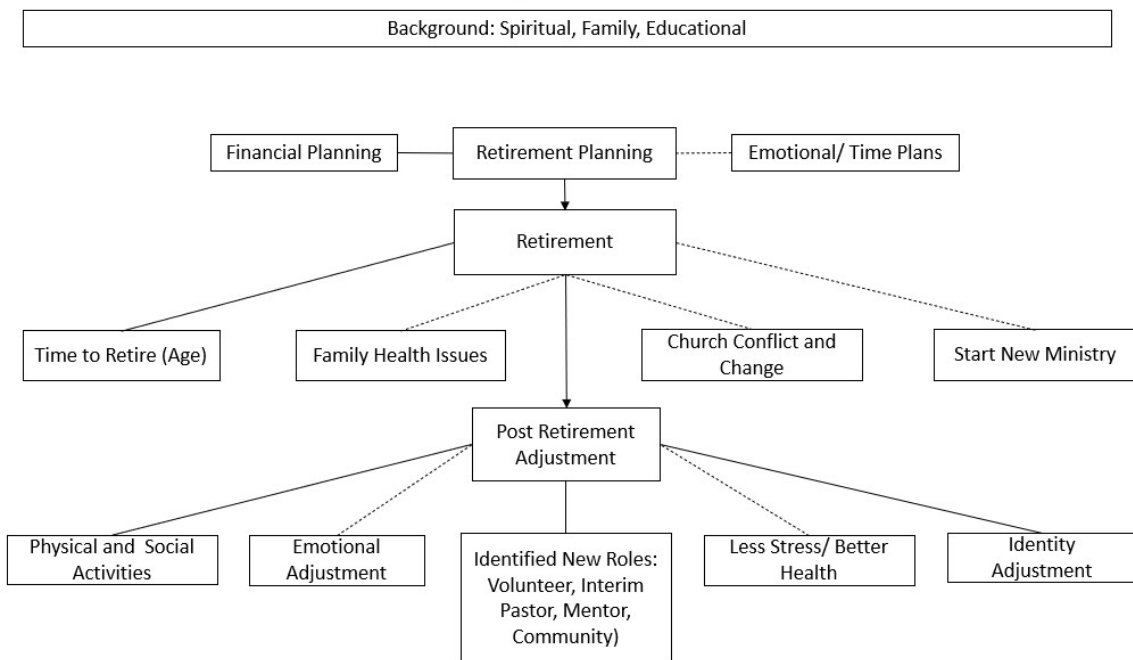 Background: Spiritual, Family, Educational
Financial Planning
Retirement Planning
Emotional/ Time Plans
Retirement
Time to Retire (Age)
Family Health Issues
Church Conflict and
Change
Start New Ministry
Post Retirement
Adjustment
Physical and Social
Activities
Emotional
Adjustment
Identified New Roles:
Volunteer, Interim
Pastor, Mentor,
Community)
Less Stress/ Better
Health
Identity
Adjustment